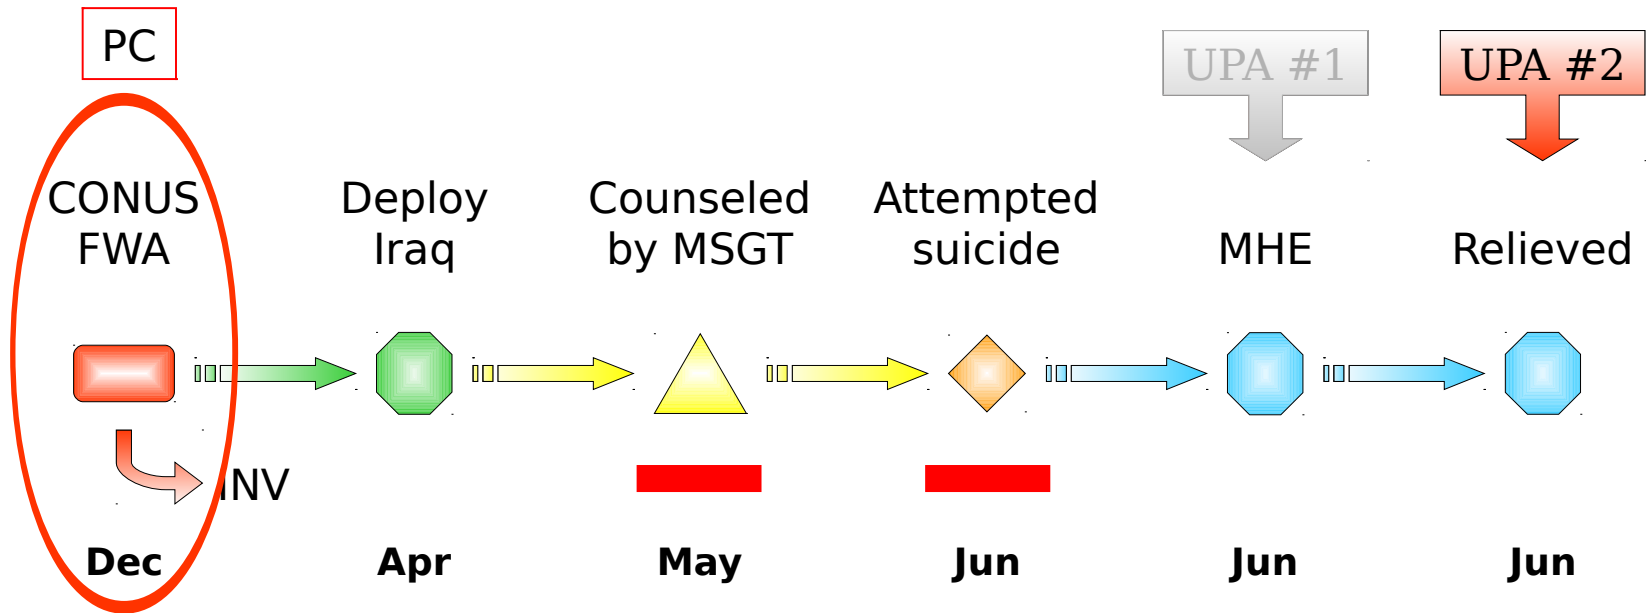 PC
UPA #1
UPA #2
CONUS
FWA
Deploy
Iraq
Counseled
by MSGT
Attempted
suicide
MHE
Relieved
INV
Dec
Apr
May
Jun
Jun
Jun